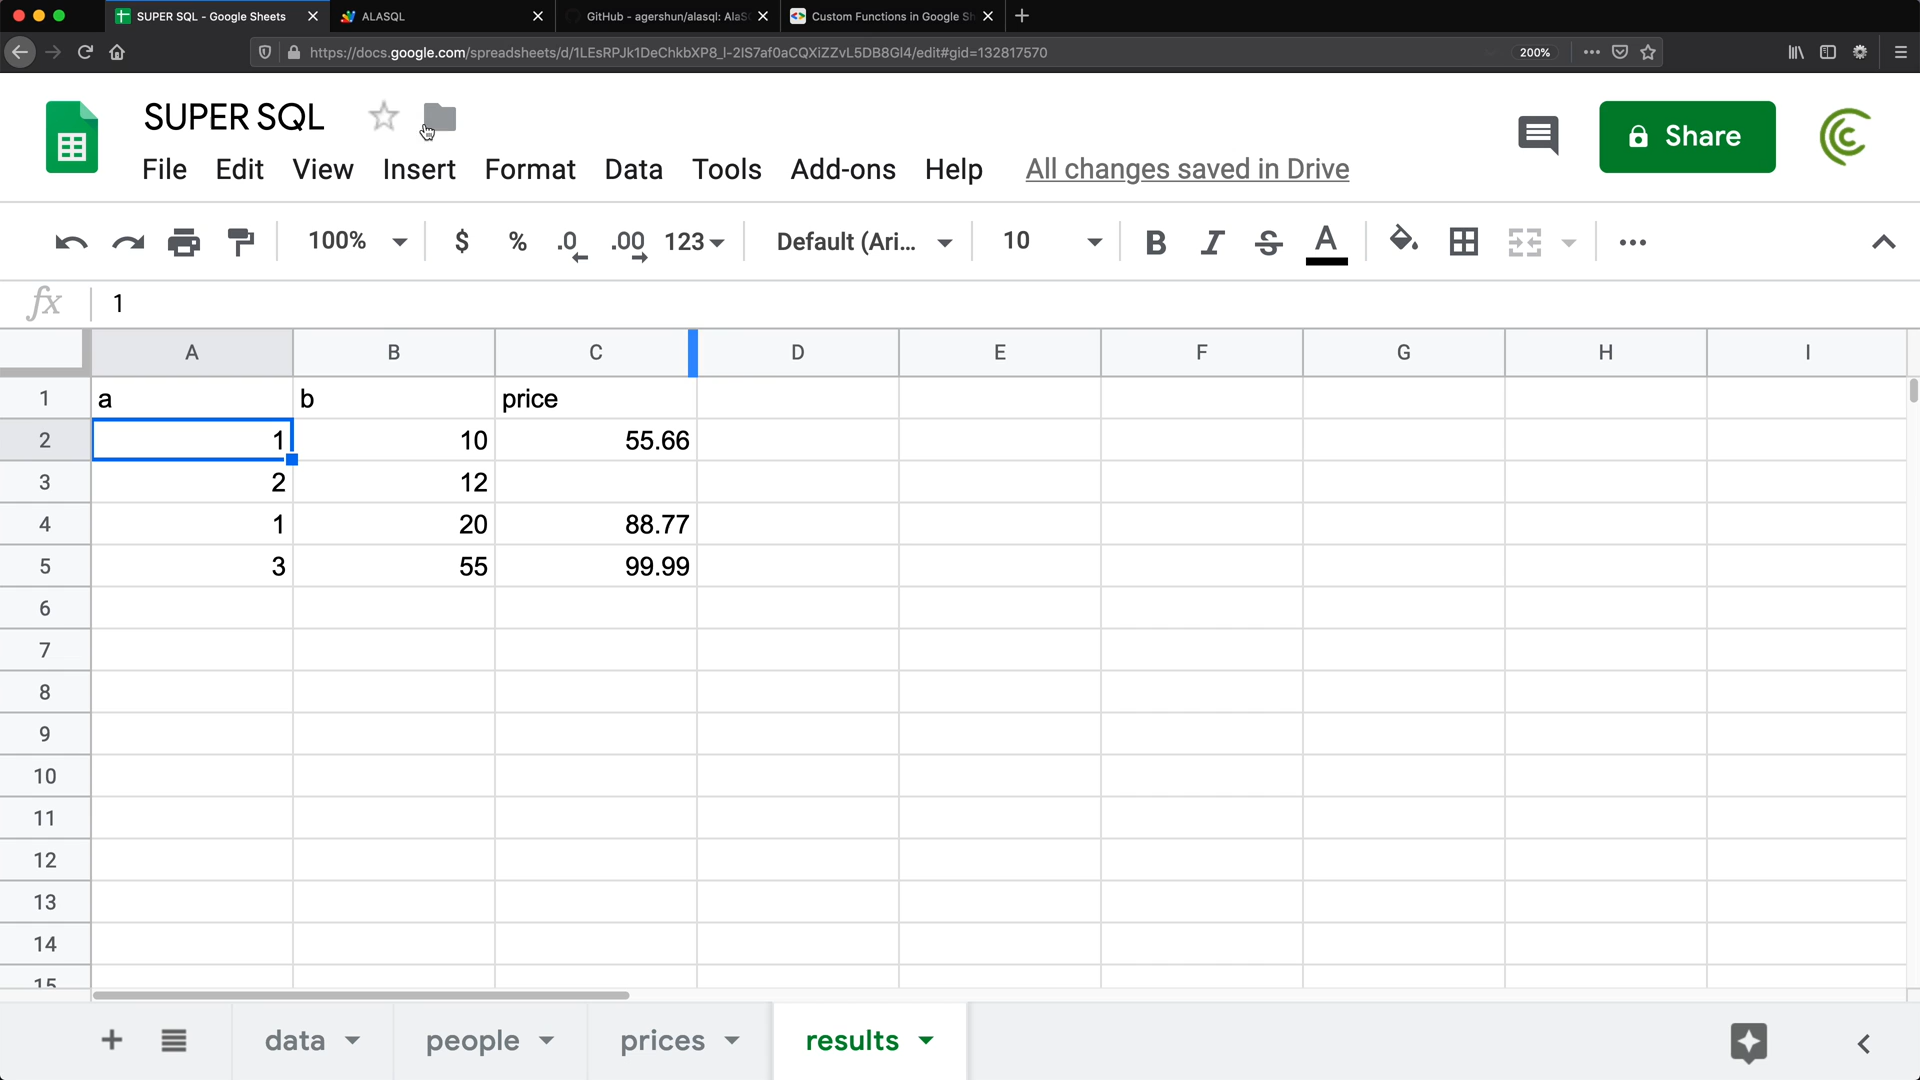 SUPER SQL - Google Sheets
ALASQL
GitHub - agershun/alasql: AlaS
Custom Functions in Google Sh
https://docs.google.com/spreadsheets/d/1LEsRPJk1DeChkbXP8_l-2IS7af0aCQXiZZvL5DB8GI4/edit#gid=132817570
200%
SUPER SQL
File Edit View Insert Format Data Tools Add-ons Help All changes saved in Drive
Share
100% $ % .0 .00 123 Default (Ari... 10 B I S A
fx 1
A B C D E F G H I
1 a b price
2 1 10 55.66
3 2 12
4 1 20 88.77
5 3 55 99.99
6
7
8
9
10
11
12
13
14
15
data people prices results